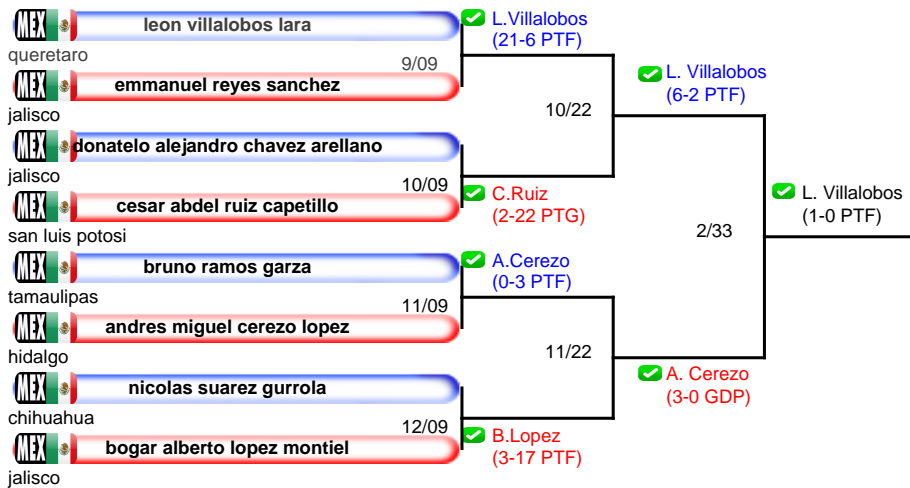 MEX leon villalobos lara
queretaro
9/09
MEX emmanuel reyes sanchez
jalisco
L.Villalobos
(21-6 PTF)
MEX donatelo alejandro chavez arellano
jalisco
10/09
MEX cesar abdel ruiz capetillo
san luis potosi
C.Ruiz
(2-22 PTG)
10/22
L. Villalobos
(6-2 PTF)
MEX bruno ramos garza
tamaulipas
11/09
MEX andres miguel cerezo lopez
hidalgo
A.Cerezo
(0-3 PTF)
MEX nicolas suarez gurrola
chihuahua
12/09
MEX bogar alberto lopez montiel
jalisco
B.Lopez
(3-17 PTF)
11/22
A. Cerezo
(3-0 GDP)
2/33
L. Villalobos
(1-0 PTF)